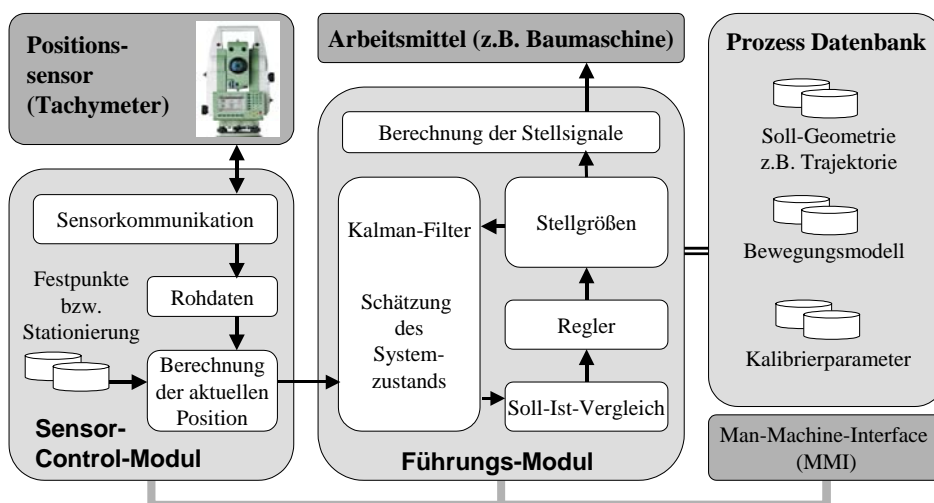 Positions-
sensor
(Tachymeter)
Arbeitsmittel (z.B. Baumaschine)
Prozess Datenbank
Soll-Geometrie
z.B. Trajektorie
Bewegungsmodell
Kalibrierparameter
Berechnung der Stellsignale
Kalman-Filter
Schätzung
des
System-
zustands
Stellgrößen
Regler
Soll-Ist-Vergleich
Führungs-Modul
Sensorkommunikation
Rohdaten
Festpunkte
bzw.
Stationierung
Berechnung
der aktuellen
Position
Sensor-
Control-Modul
Man-Machine-Interface
(MMI)